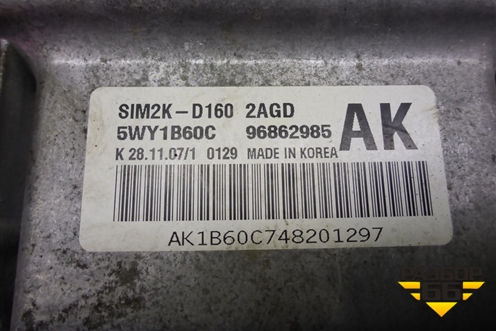 SIM2K-D160 2AGD
5WY1B60C 96862985 AK
K 28.11.07/1 0129 MADE IN KOREA
AK1B60C748201297